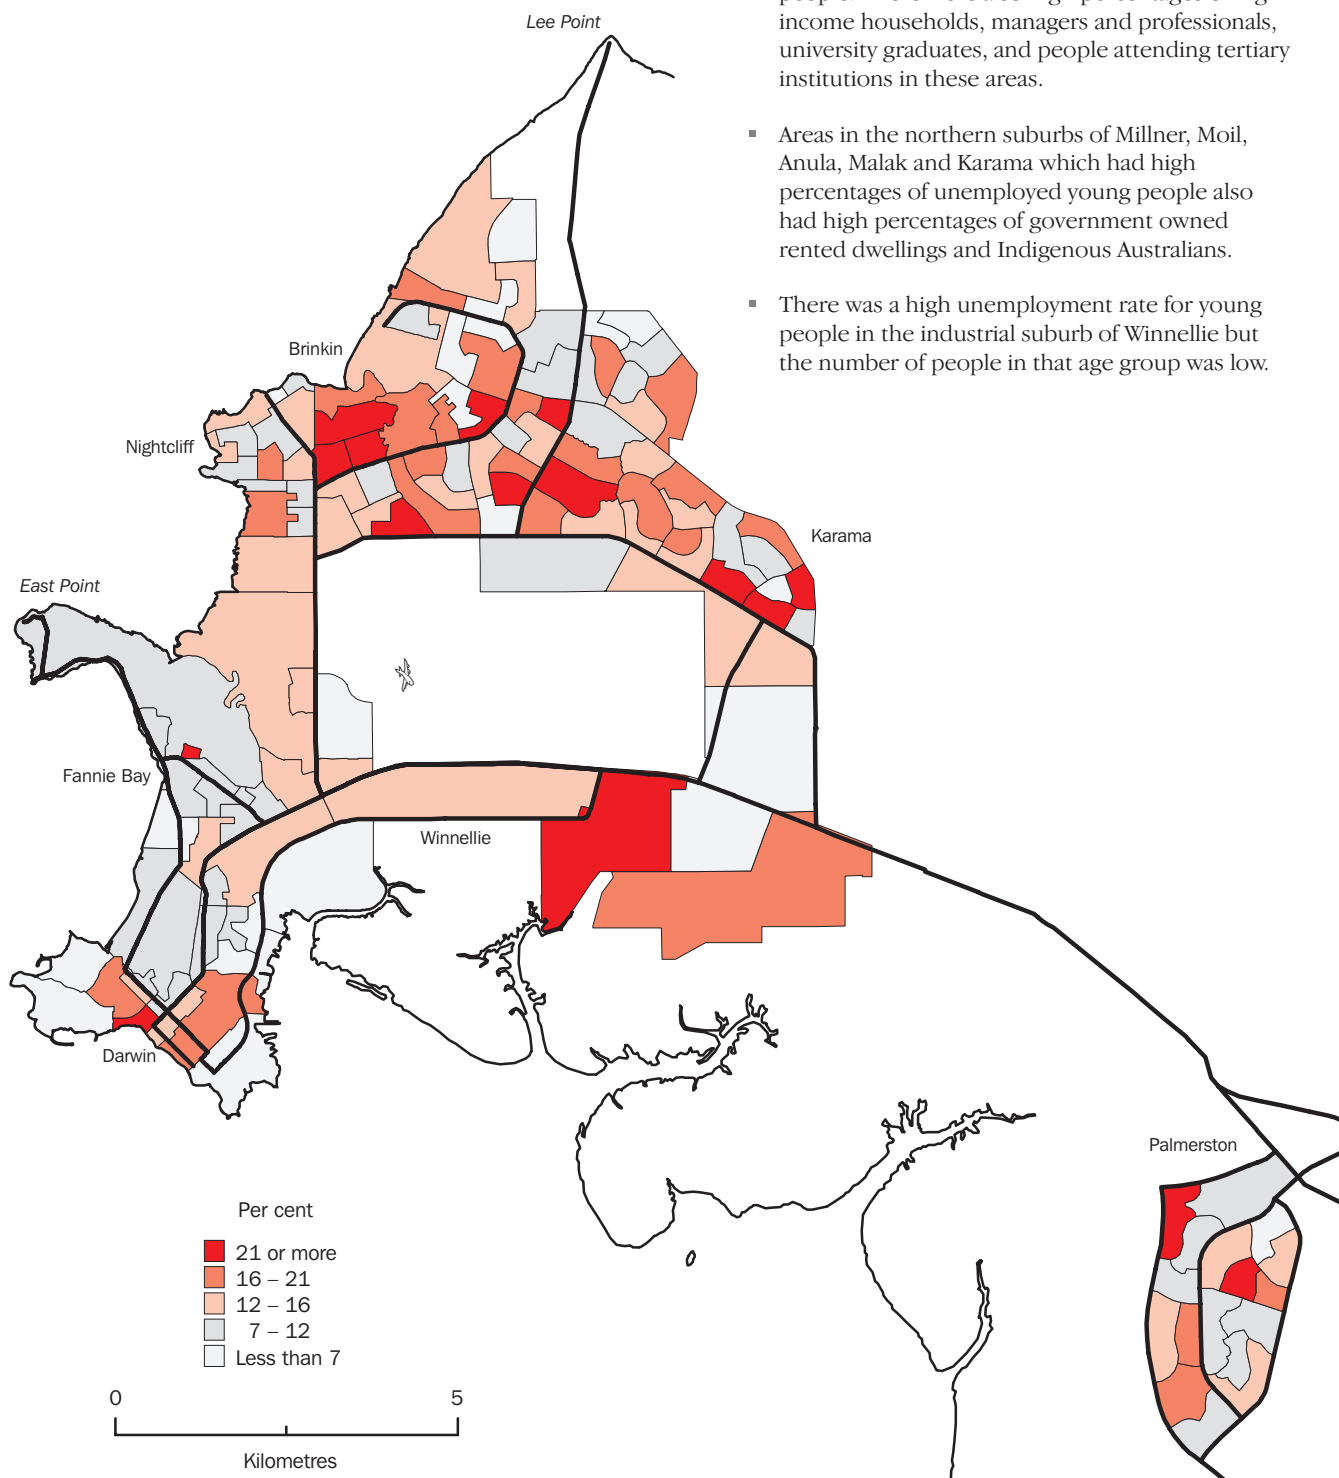 income households, managers and professionals,
university graduates, and people attending tertiary
institutions in these areas.
▪ Areas in the northern suburbs of Millner, Moil,
Anula, Malak and Karama which had high
percentages of unemployed young people also
had high percentages of government owned
rented dwellings and Indigenous Australians.
▪ There was a high unemployment rate for young
people in the industrial suburb of Winnellie but
the number of people in that age group was low.
Lee Point
Brinkin
Nightcliff
Karama
East Point
Fannie Bay
Winnellie
Darwin
Palmerston
Per cent
21 or more
16 – 21
12 – 16
7 – 12
Less than 7
0 5
Kilometres